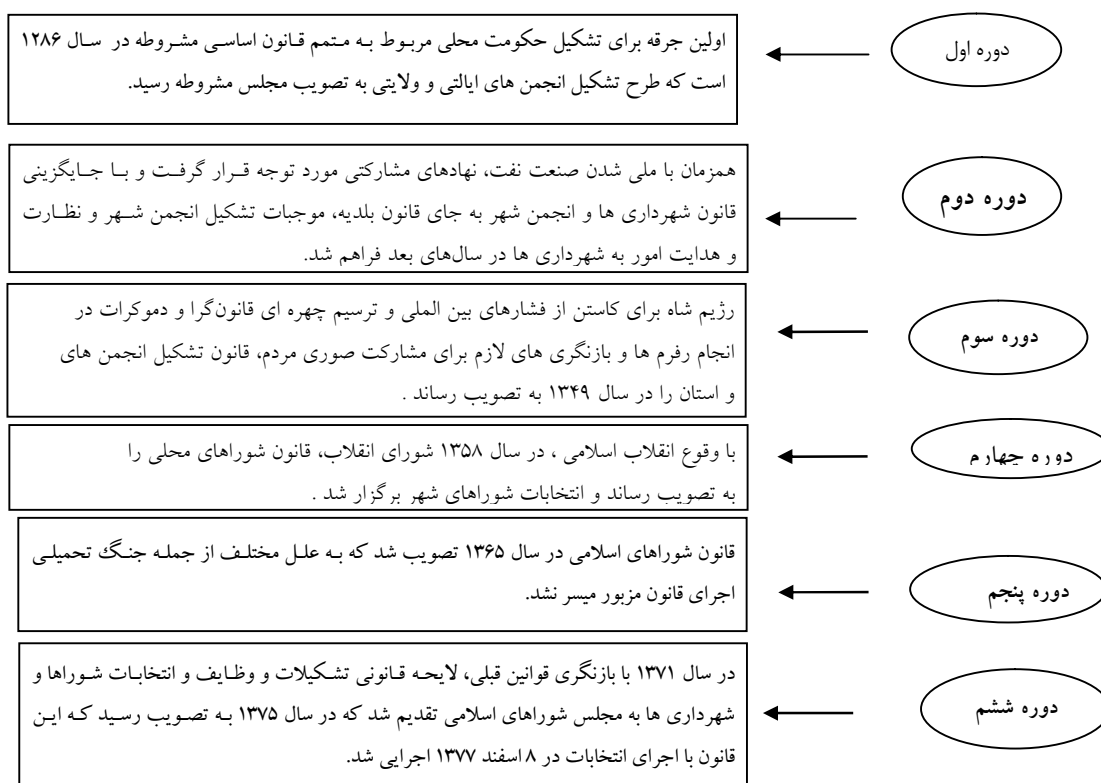 دوره اول
اولین جرقه برای تشکیل حکومت محلی مربوط به متمم قانون اساسی مشروطه در سال ۱۲۸۶
است که طرح تشکیل انجمن های ایالتی و ولایتی به تصویب مجلس مشروطه رسید.
دوره دوم
همزمان با ملی شدن صنعت نفت، نهادهای مشارکتی مورد توجه قرار گرفت و با جایگزینی
قانون شهرداری ها و انجمن شهر به جای قانون بلدیه، موجبات تشکیل انجمن شهر و نظارت
و هدایت امور به شهرداری ها در سال‌های بعد فراهم شد.
دوره سوم
رژیم شاه برای کاستن از فشارهای بین المللی و ترسیم چهره ای قانون‌گرا و دموکرات در
انجام رفرم ها و بازنگری های لازم برای مشارکت صوری مردم، قانون تشکیل انجمن های
و استان را در سال ۱۳۴۹ به تصویب رساند .
دوره چهارم
با وقوع انقلاب اسلامی ، در سال ۱۳۵۸ شورای انقلاب، قانون شوراهای محلی را
به تصویب رساند و انتخابات شوراهای شهر برگزار شد .
دوره پنجم
قانون شوراهای اسلامی در سال ۱۳۶۵ تصویب شد که به علل مختلف از جمله جنگ تحمیلی
اجرای قانون مزبور میسر نشد.
دوره ششم
در سال ۱۳۷۱ با بازنگری قوانین قبلی، لایحه قانونی تشکیلات و وظایف و انتخابات شوراها و
شهرداری ها به مجلس شوراهای اسلامی تقدیم شد که در سال ۱۳۷۵ به تصویب رسید که این
قانون با اجرای انتخابات در ۸ اسفند ۱۳۷۷ اجرایی شد.